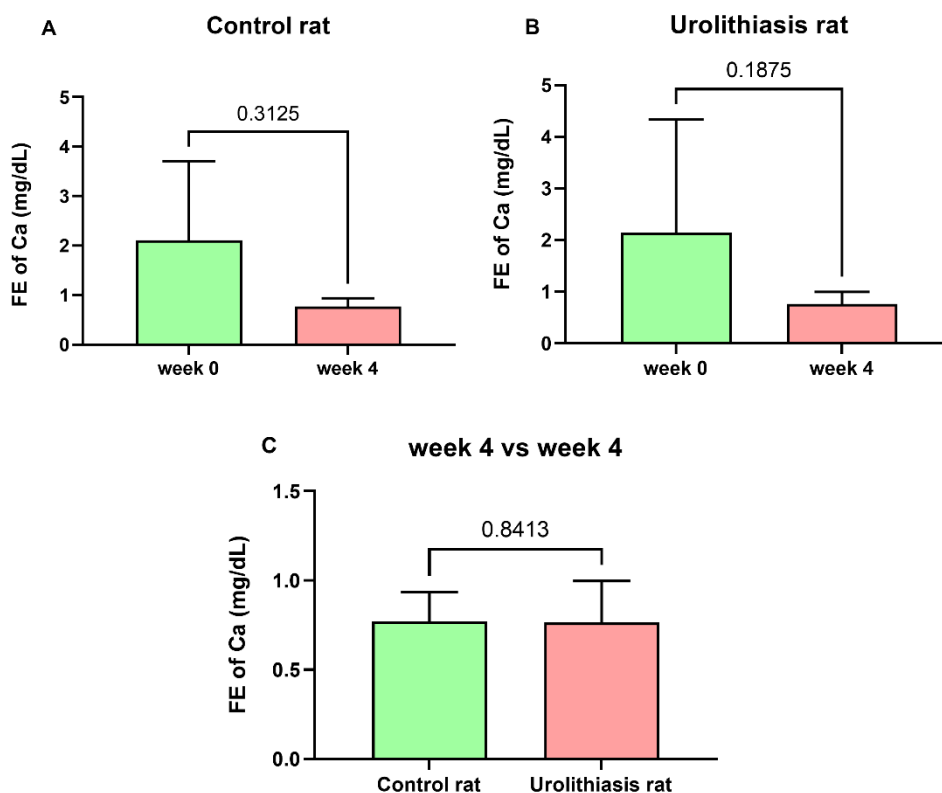 A
Control rat
FE of Ca (mg/dL)
5
4
3
2
1
0
0.3125
week 0
week 4
B
Urolithiasis rat
FE of Ca (mg/dL)
5
4
3
2
1
0
0.1875
week 0
week 4
C
week 4 vs week 4
FE of Ca (mg/dL)
1.5
1.0
0.5
0.0
0.8413
Control rat
Urolithiasis rat